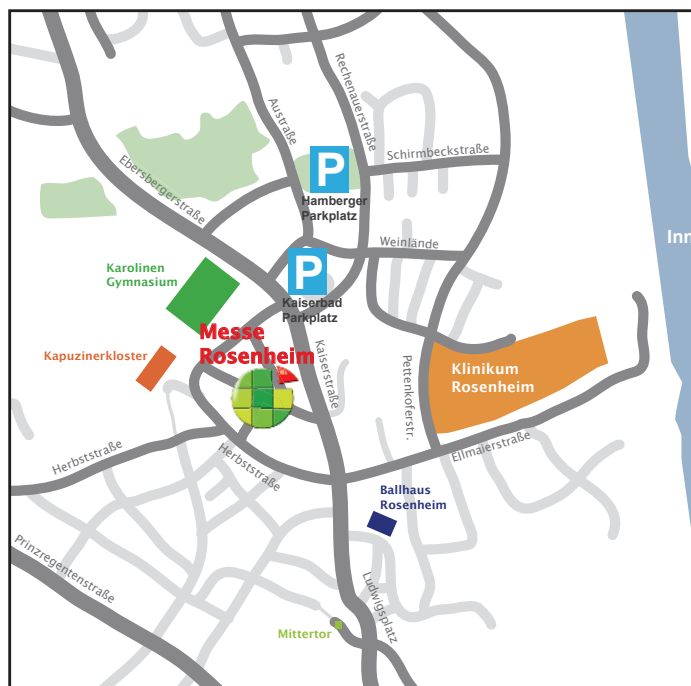 Rechenauerstraße
Austraße
Schirmbeckstraße
Ebersbergerstraße
P
Hamberger
Parkplatz
Inn
Weinlände
Karolinen
Gymnasium
P
Kaiserbad
Parkplatz
Messe
Rosenheim
Kapuzinerkloster
Kaiserstraße
Pettenkoferstr.
Klinikum
Rosenheim
Ellmaierstraße
Herbststraße
Herbststraße
Ballhaus
Rosenheim
Prinzregentenstraße
Ludwigsplatz
Mittertor